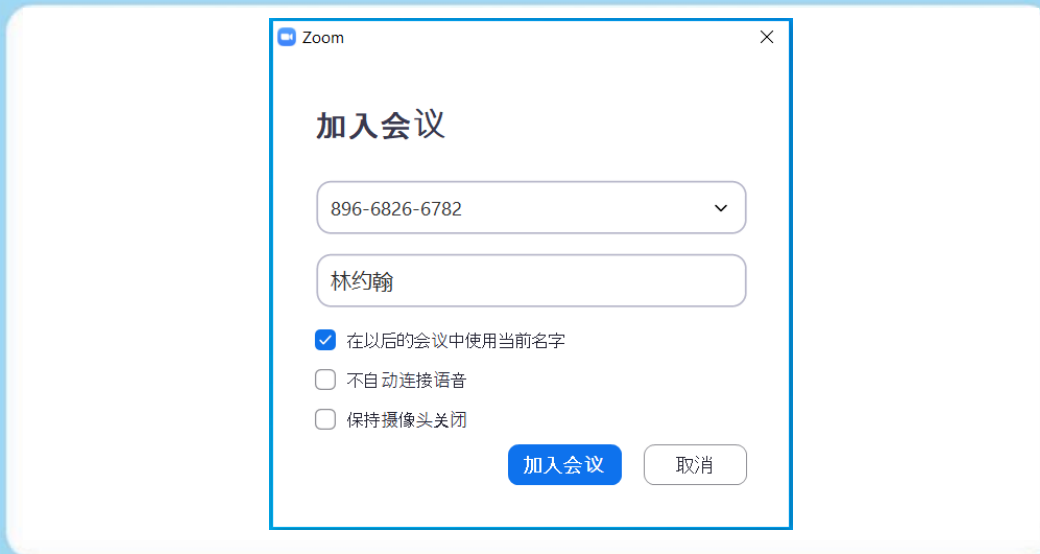 Zoom
加入会议
896-6826-6782
林约翰
在以后的会议中使用当前名字
不自动连接语音
保持摄像头关闭
加入会议 取消